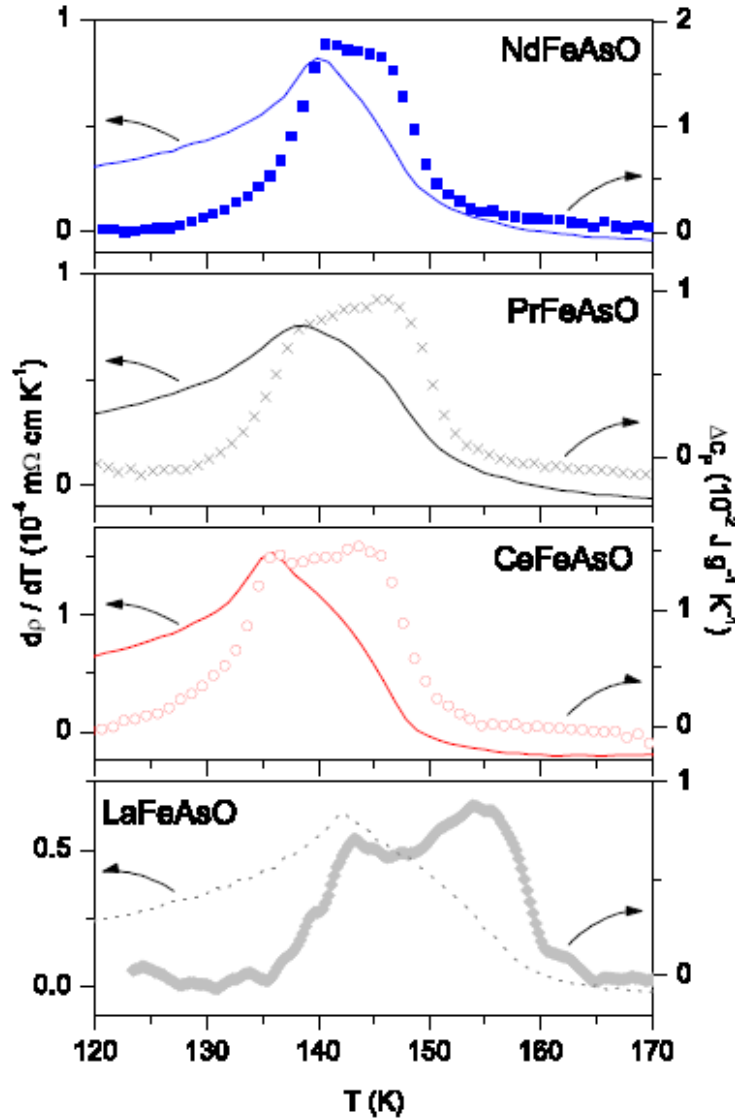 1
0
2
1
0
NdFeAsO
1
0
1
0
PrFeAsO
1
0
1
0
CeFeAsO
0.5
0.0
1
0
LaFeAsO
dρ / dT (10⁻⁴ mΩ cm K⁻¹)
Δcₚ (10⁻² J g⁻¹ K⁻¹)
120 130 140 150 160 170
T (K)